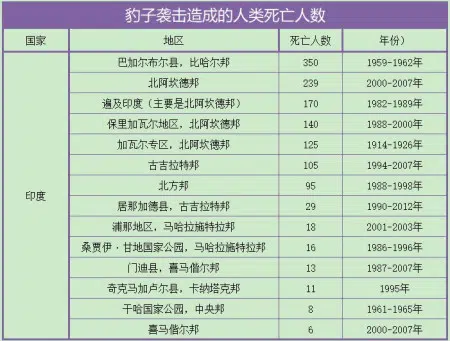 豹子袭击造成的人类死亡人数
国家 地区 死亡人数 年份)
印度
巴加尔布尔县，比哈尔邦 350 1959-1962年
北阿坎德邦 239 2000-2007年
遍及印度（主要是北阿坎德邦） 170 1982-1989年
保里加瓦尔地区，北阿坎德邦 140 1988-2000年
加瓦尔专区，北阿坎德邦 125 1914-1926年
古吉拉特邦 105 1994-2007年
北方邦 95 1988-1998年
居那加德县，古吉拉特邦 29 1990-2012年
浦那地区，马哈拉施特拉邦 18 2001-2003年
桑贾伊·甘地国家公园，马哈拉施特拉邦 16 1986-1996年
门迪县，喜马偕尔邦 13 1987-2007年
奇克马加卢尔县，卡纳塔克邦 11 1995年
干哈国家公园，中央邦 8 1961-1965年
喜马偕尔邦 6 2000-2007年